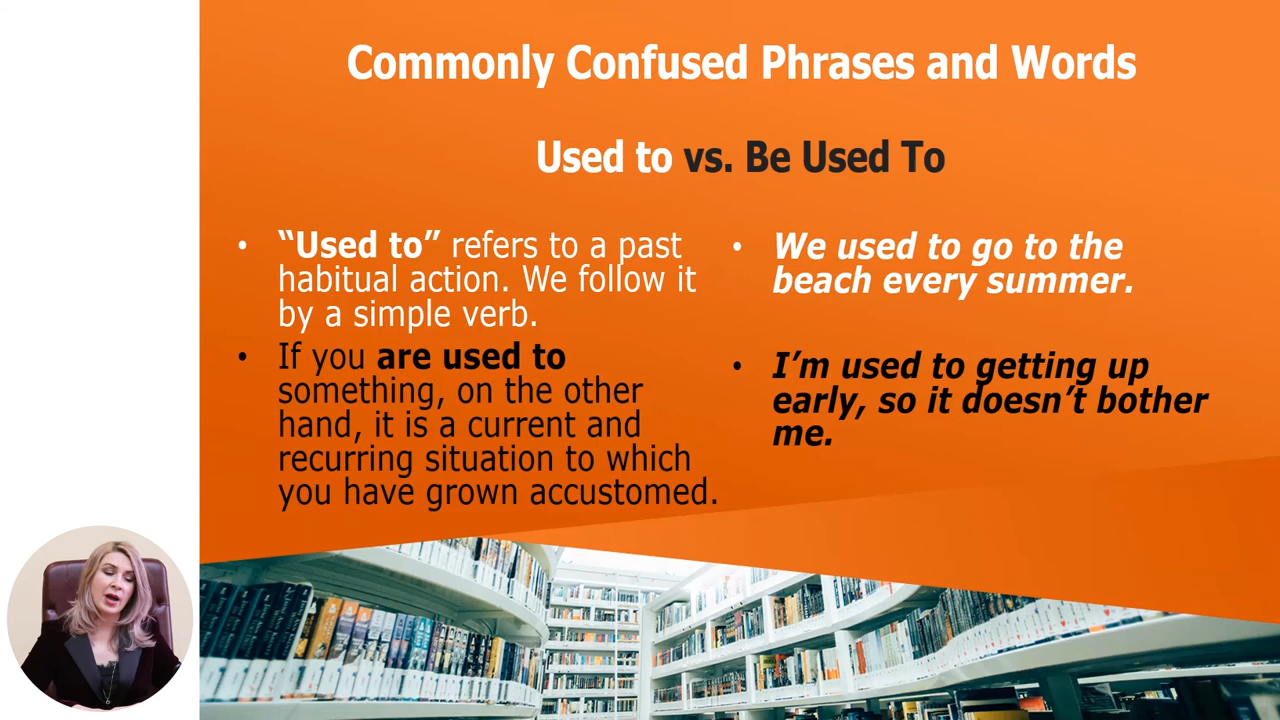 Commonly Confused Phrases and Words
Used to vs. Be Used To
• “Used to” refers to a past
habitual action. We follow it
by a simple verb.
• If you are used to
something, on the other
hand, it is a current and
recurring situation to which
you have grown accustomed.
• We used to go to the
beach every summer.
• I’m used to getting up
early, so it doesn’t bother
me.